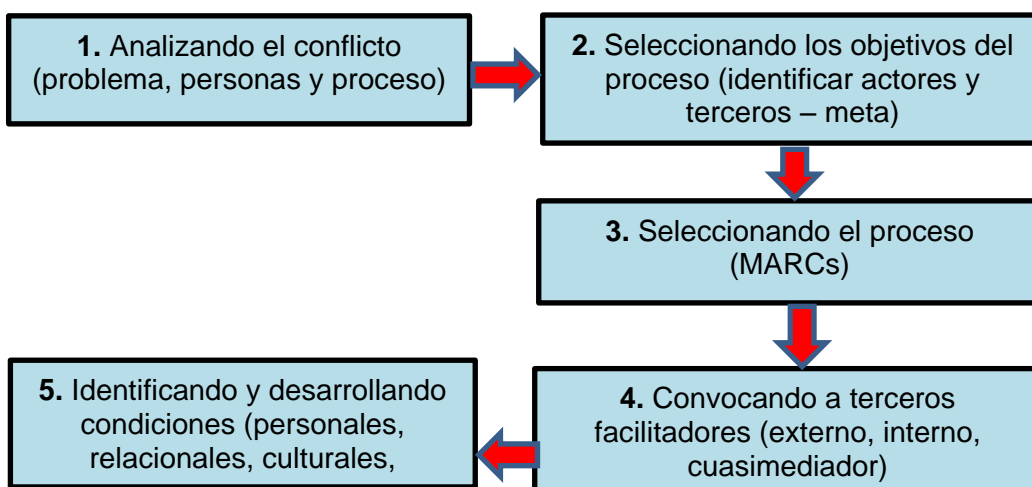 1. Analizando el conflicto
(problema, personas y proceso)
2. Seleccionando los objetivos del
proceso (identificar actores y
terceros – meta)
3. Seleccionando el proceso
(MARCs)
4. Convocando a terceros
facilitadores (externo, interno,
cuasimediador)
5. Identificando y desarrollando
condiciones (personales,
relacionales, culturales,